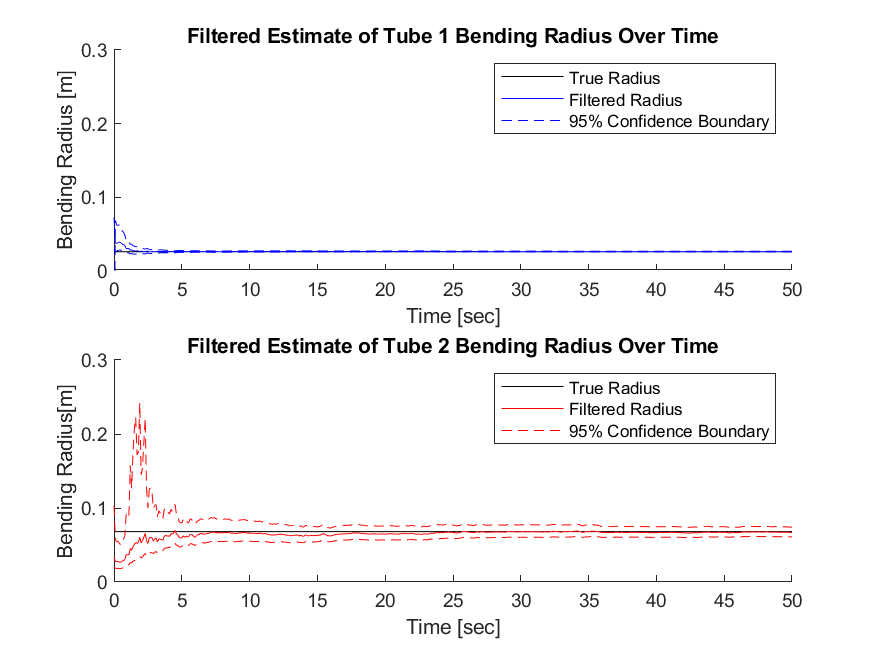 Filtered Estimate of Tube 1 Bending Radius Over Time
Bending Radius [m]
0.3
0.2
0.1
0
True Radius
Filtered Radius
95% Confidence Boundary
0 5 10 15 20 25 30 35 40 45 50
Time [sec]
Filtered Estimate of Tube 2 Bending Radius Over Time
Bending Radius[m]
0.3
0.2
0.1
0
True Radius
Filtered Radius
95% Confidence Boundary
0 5 10 15 20 25 30 35 40 45 50
Time [sec]